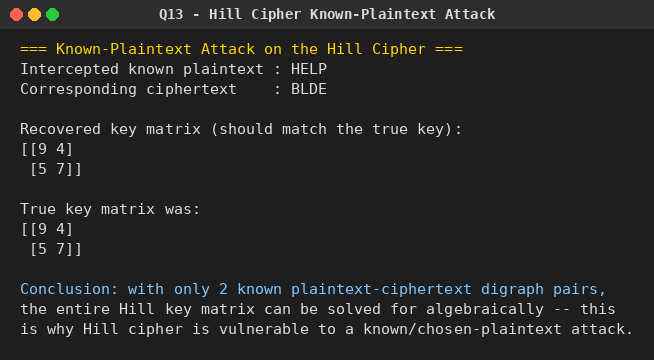 Q13 - Hill Cipher Known-Plaintext Attack
=== Known-Plaintext Attack on the Hill Cipher ===
Intercepted known plaintext : HELP
Corresponding ciphertext    : BLDE
Recovered key matrix (should match the true key):
[[9 4]
 [5 7]]
True key matrix was:
[[9 4]
 [5 7]]
Conclusion: with only 2 known plaintext-ciphertext digraph pairs,
the entire Hill key matrix can be solved for algebraically -- this
is why Hill cipher is vulnerable to a known/chosen-plaintext attack.